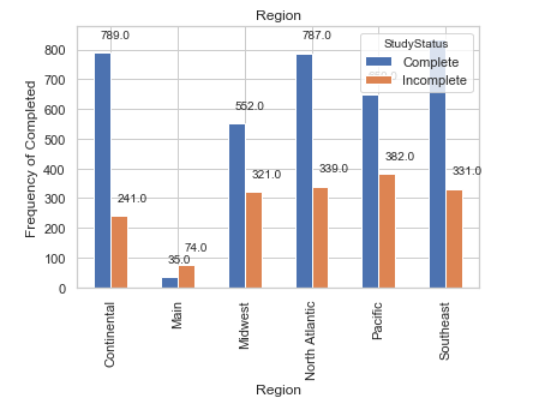 Region
789.0
787.0
StudyStatus
Complete
Incomplete
552.0
241.0
35.0
74.0
321.0
339.0
382.0
331.0
800
700
600
500
400
300
200
100
0
Frequency of Completed
Continental
Main
Midwest
North Atlantic
Pacific
Southeast
Region